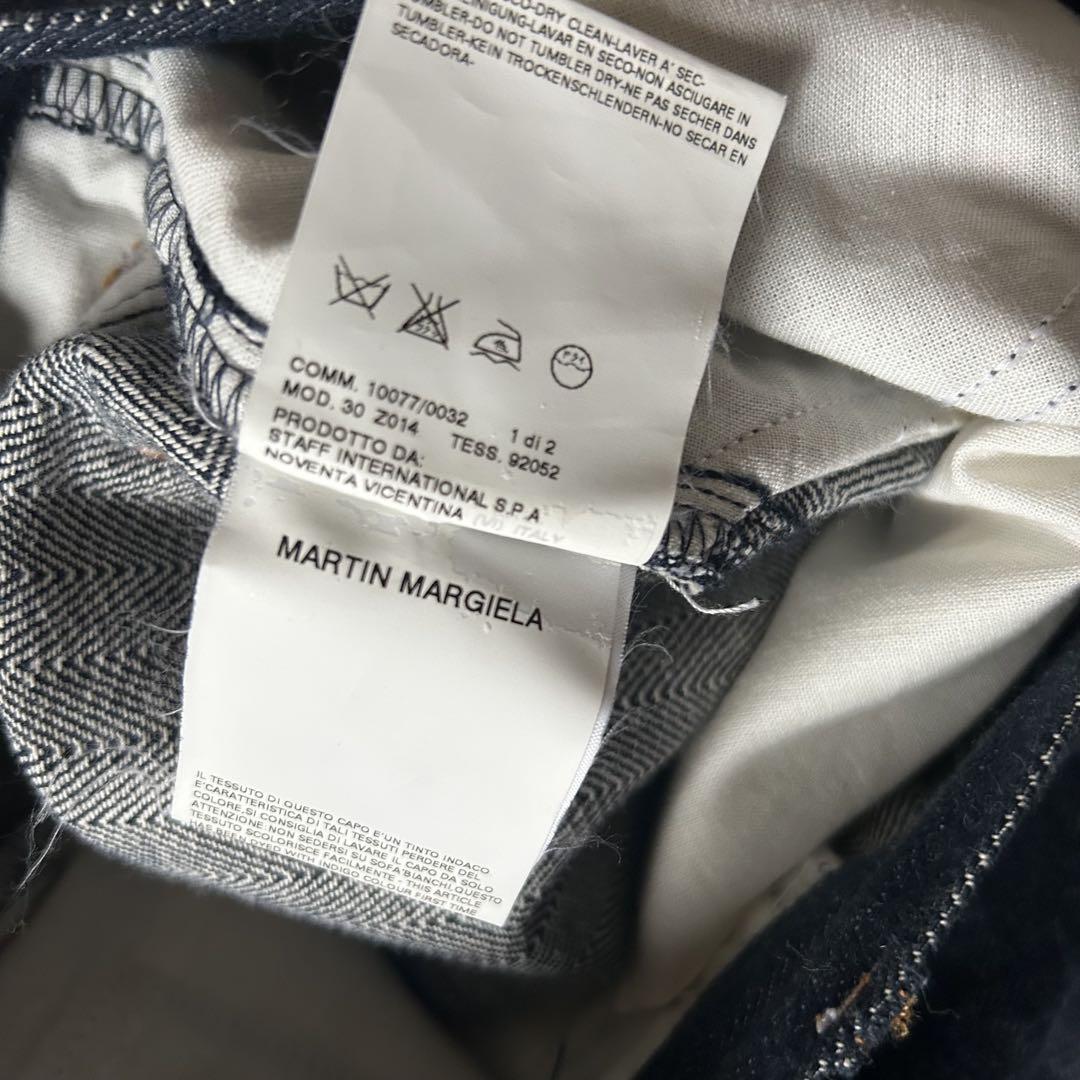 DRY CLEAN-LAVER A' SEC-
REINIGUNG-LAVAR EN SECO-NON ASCIUGARE IN
TUMBLER-DO NOT TUMBLER DRY-NE PAS SECHER DANS
TUMBLER-KEIN TROCKENSCHLENDERN-NO SECAR EN
SECADORA-
COMM. 10077/0032 1 di 2
MOD. 30 Z014 TESS. 92052
PRODOTTO DA:
STAFF INTERNATIONAL S.P.A
NOVENTA VICENTINA (VI) ITALY
MARTIN MARGIELA
IL TESSUTO DI QUESTO CAPO E'UN TINTO INDACO.
E'CARATTERISTICA DI TALI TESSUTI PERDERE DEL
COLORE,SI CONSIGLIA DI LAVARE IL CAPO DA SOLO
ATTENZIONE:NON SEDERSI SU SOFA'BIANCHI,QUESTO
TESSUTO SCOLORISCE FACILMENTE - THIS ARTICLE
HAS BEEN DYED WITH INDIGO COLOUR FIRST TIME